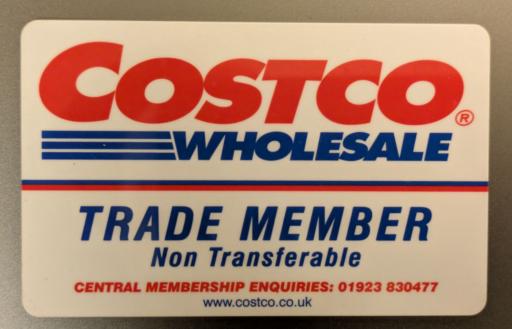 COSTCO®
WHOLESALE
TRADE MEMBER
Non Transferable
CENTRAL MEMBERSHIP ENQUIRIES: 01923 830477
www.costco.co.uk